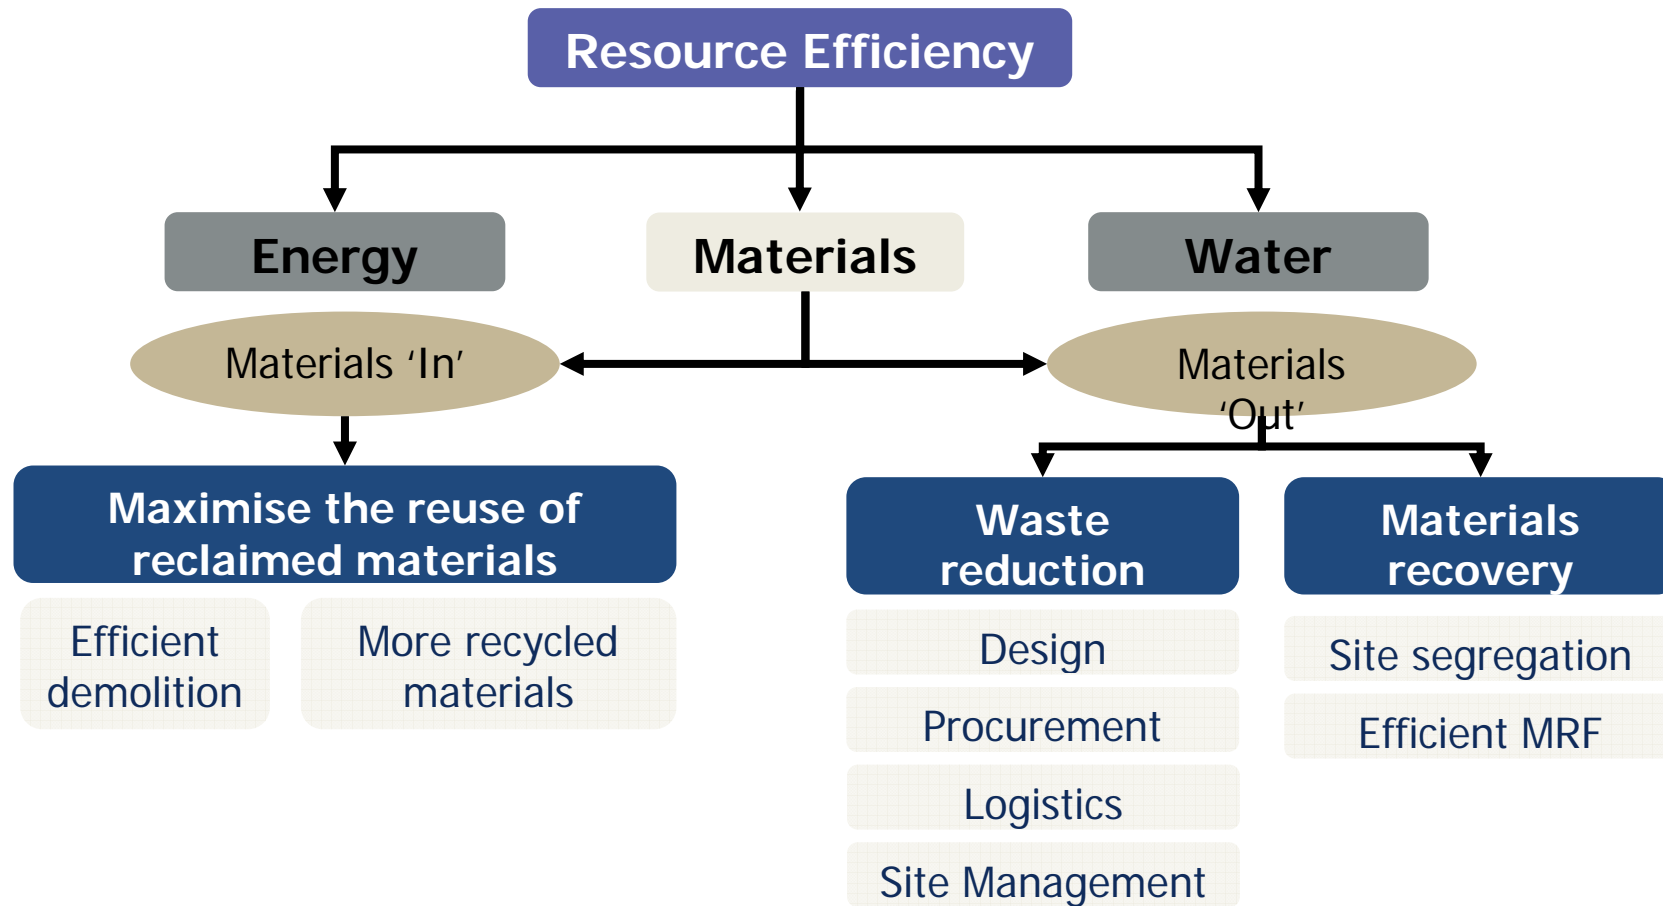 Resource Efficiency
Energy
Materials
Water
Materials ‘In’
Materials
‘Out’
Maximise the reuse of
reclaimed materials
Efficient
demolition
More recycled
materials
Waste
reduction
Design
Procurement
Logistics
Site Management
Materials
recovery
Site segregation
Efficient MRF